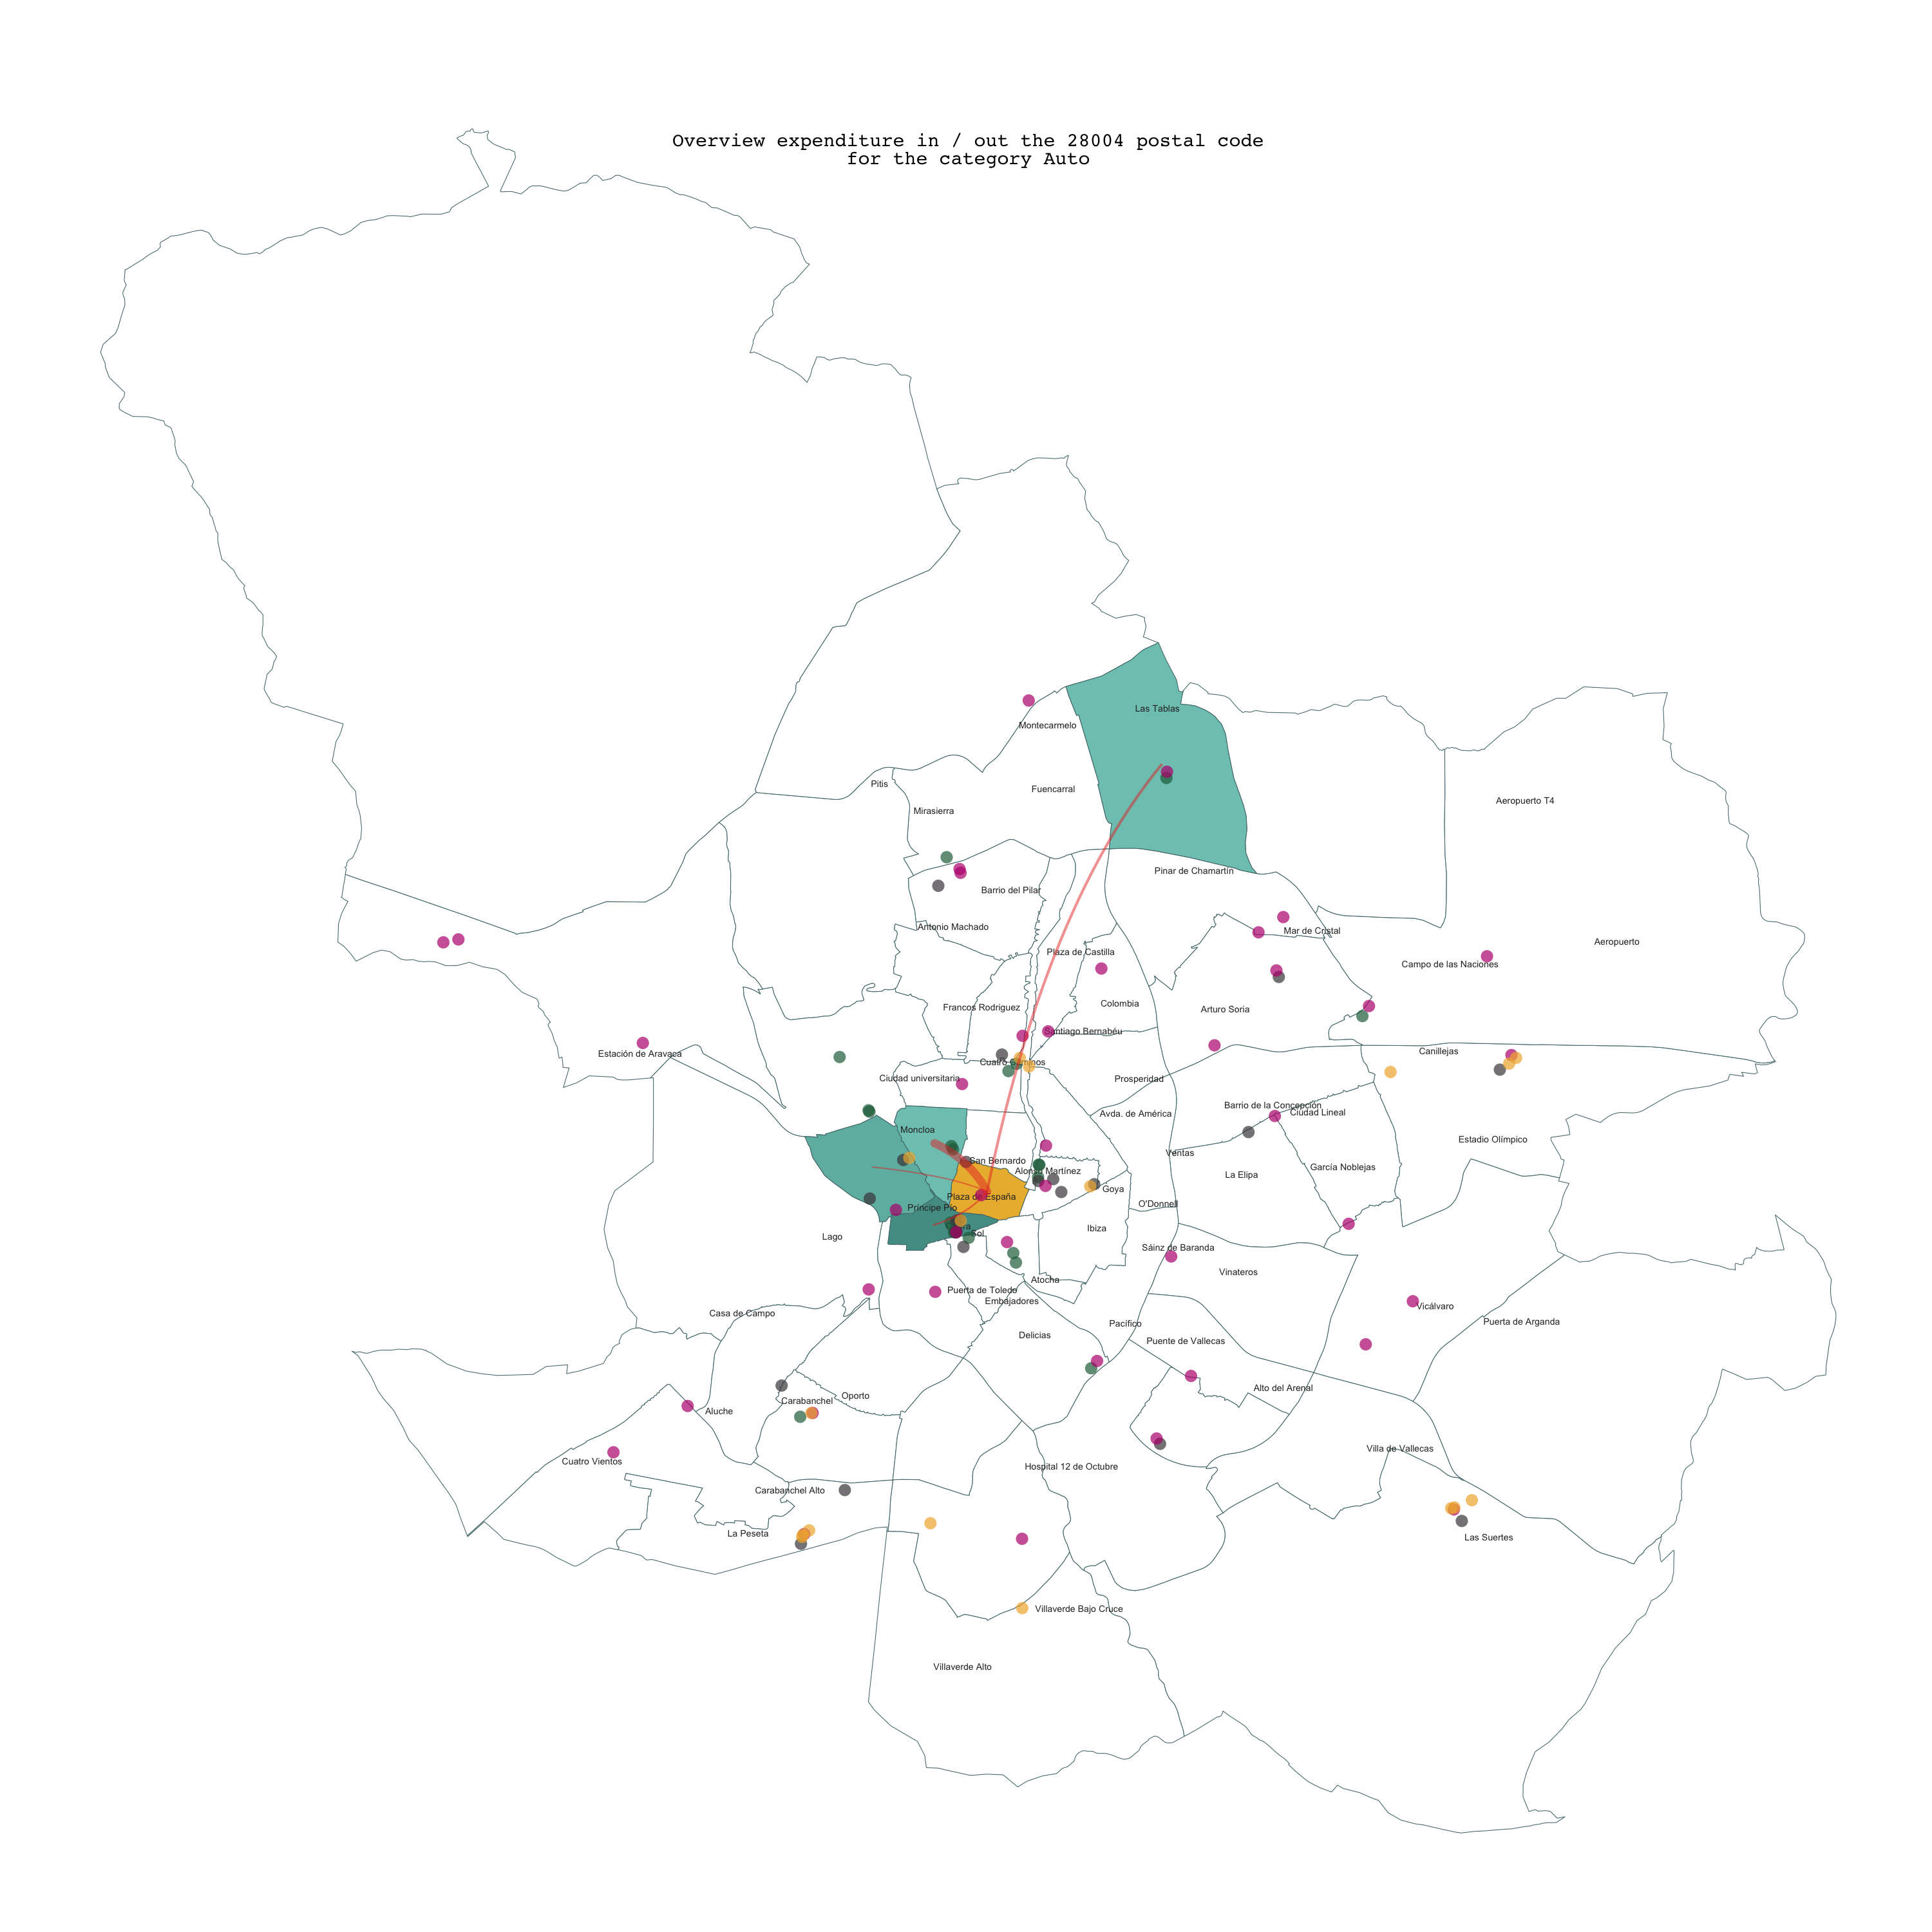 Overview expenditure in / out the 28004 postal code
for the category Auto
Las Tablas
Montecarmelo
Pitis
Fuencarral
Aeropuerto T4
Mirasierra
Pinar de Chamartín
Barrio del Pilar
Antonio Machado
Mar de Cristal
Aeropuerto
Plaza de Castilla
Campo de las Naciones
Francos Rodriguez
Colombia
Arturo Soria
Santiago Bernabéu
Estación de Aravaca
Canillejas
Cuatro Caminos
Ciudad universitaria
Prosperidad
Barrio de la Concepción
Avda. de América
Ciudad Lineal
Moncloa
Estadio Olímpico
Ventas
San Bernardo
García Noblejas
Alonso Martínez
La Elipa
Goya
Plaza de España
O'Donnell
Príncipe Pío
Ibiza
Sol
Lago
Sáinz de Baranda
Vinateros
Atocha
Puerta de Toledo
Embajadores
Vicálvaro
Casa de Campo
Puerta de Arganda
Pacífico
Delicias
Puente de Vallecas
Alto del Arenal
Oporto
Carabanchel
Aluche
Villa de Vallecas
Cuatro Vientos
Hospital 12 de Octubre
Carabanchel Alto
La Peseta
Las Suertes
Villaverde Bajo Cruce
Villaverde Alto